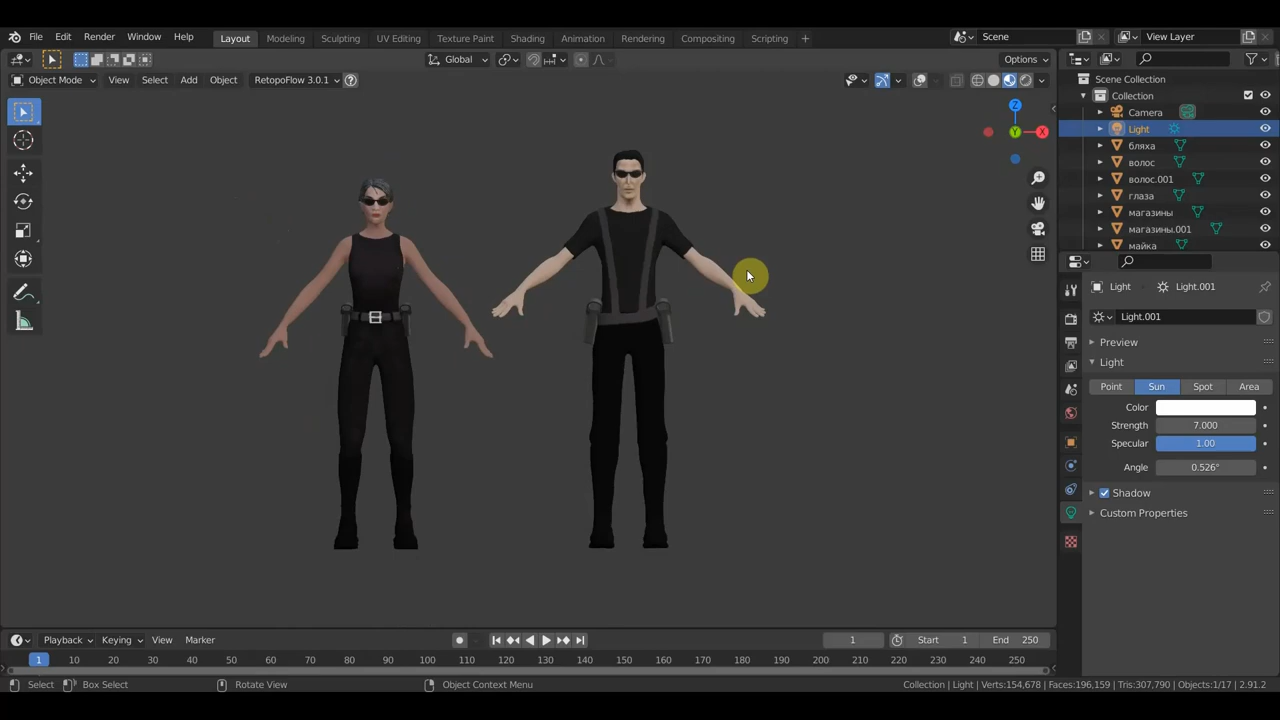 File Edit Render Window Help Layout Modeling Sculpting UV Editing Texture Paint Shading Animation Rendering Compositing Scripting + Scene View Layer
Global Options
Object Mode View Select Add Object RetopoFlow 3.0.1
Scene Collection
Collection
Camera
Light
бляха
волос
волос.001
глаза
магазины
магазины.001
майка
Z
Y X
Light Light.001
Light.001
Preview
Light
Point Sun Spot Area
Color
Strength 7.000
Specular 1.00
Angle 0.526°
Shadow
Custom Properties
Playback Keying View Marker 1 Start 1 End 250
1 10 20 30 40 50 60 70 80 90 100 110 120 130 140 150 160 170 180 190 200 210 220 230 240 250
Select Box Select Rotate View Object Context Menu Collection | Light | Verts:154,678 | Faces:196,159 | Tris:307,790 | Objects:1/17 | 2.91.2